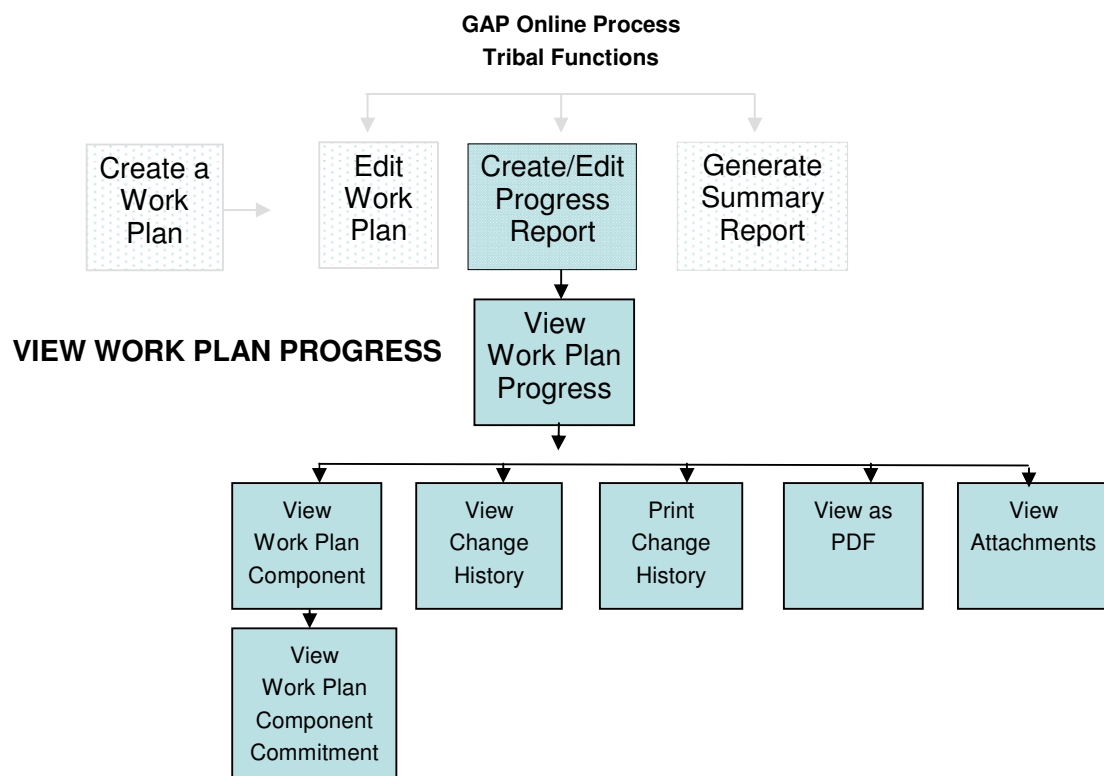 GAP Online Process
Tribal Functions
Create a
Work
Plan
Edit
Work
Plan
Create/Edit
Progress
Report
Generate
Summary
Report
VIEW WORK PLAN PROGRESS
View
Work Plan
Progress
View
Work Plan
Component
View
Change
History
Print
Change
History
View as
PDF
View
Attachments
View
Work Plan
Component
Commitment